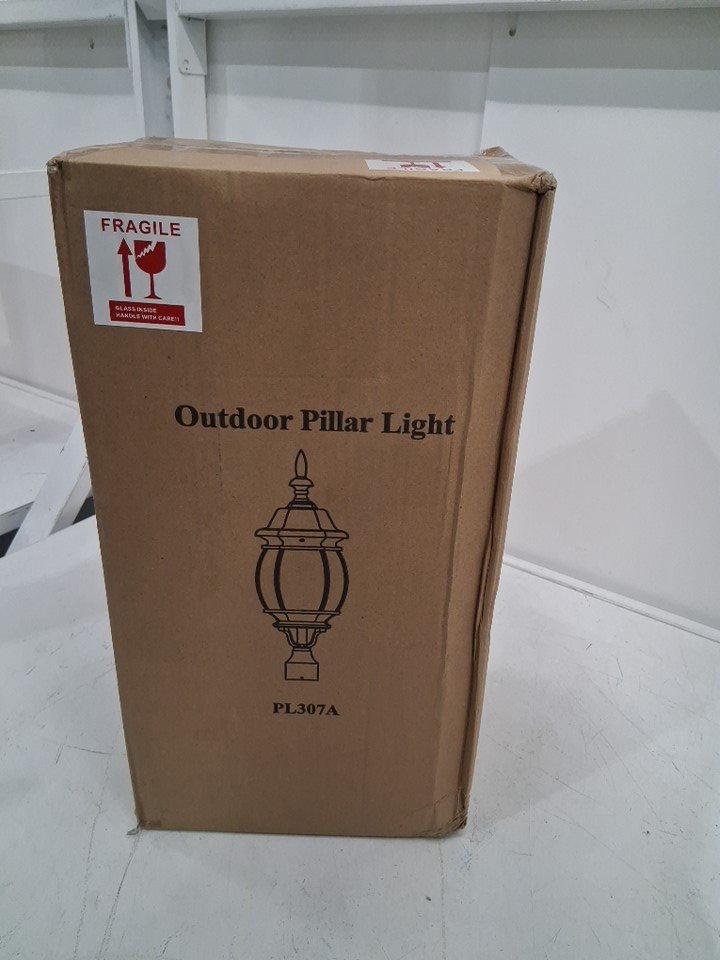 FRAGILE
GLASS INSIDE
HANDLE WITH CARE!!
Outdoor Pillar Light
PL307A